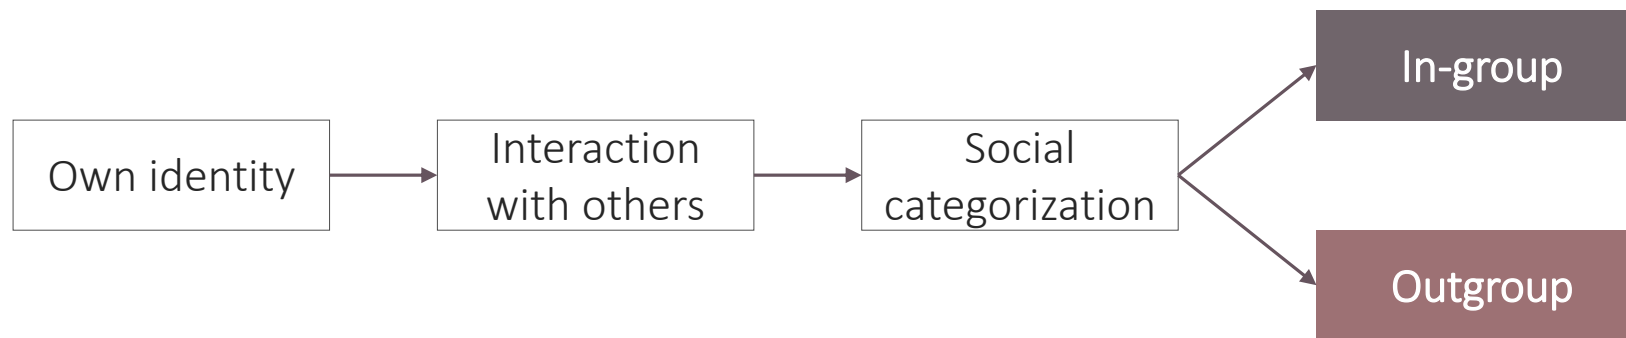 Own identity
Interaction
with others
Social
categorization
In-group
Outgroup